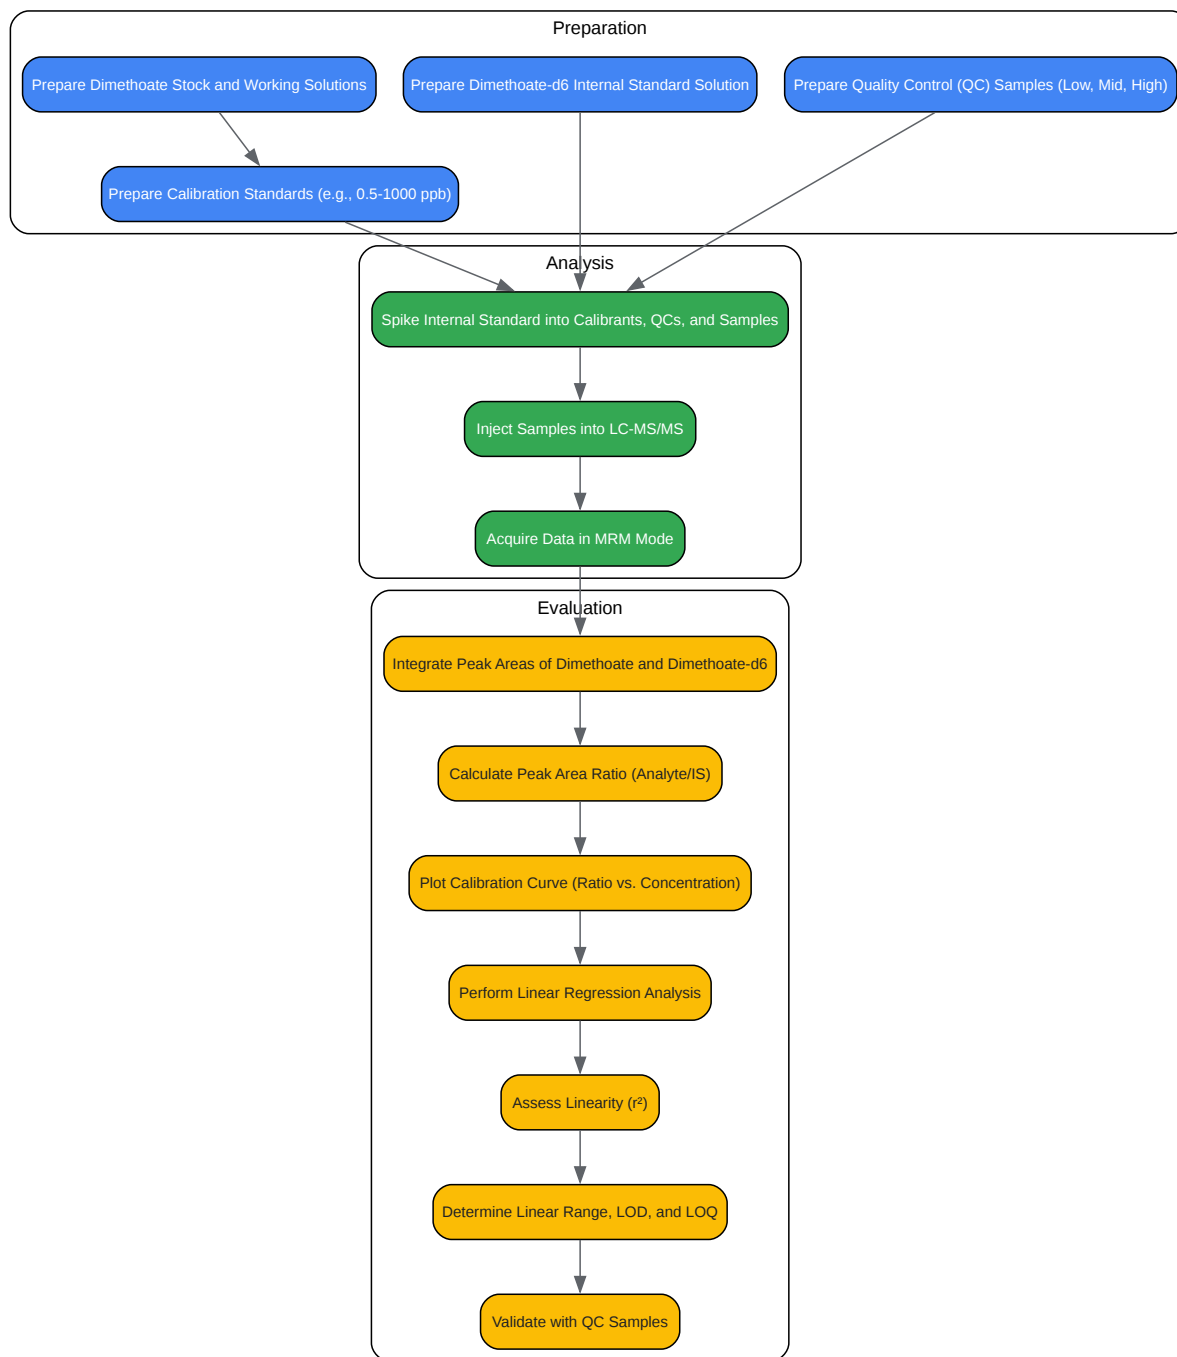 Preparation
Prepare Dimethoate Stock and Working Solutions
Prepare Dimethoate-d6 Internal Standard Solution
Prepare Quality Control (QC) Samples (Low, Mid, High)
Prepare Calibration Standards (e.g., 0.5-1000 ppb)
Analysis
Spike Internal Standard into Calibrants, QCs, and Samples
Inject Samples into LC-MS/MS
Acquire Data in MRM Mode
Evaluation
Integrate Peak Areas of Dimethoate and Dimethoate-d6
Calculate Peak Area Ratio (Analyte/IS)
Plot Calibration Curve (Ratio vs. Concentration)
Perform Linear Regression Analysis
Assess Linearity (r²)
Determine Linear Range, LOD, and LOQ
Validate with QC Samples